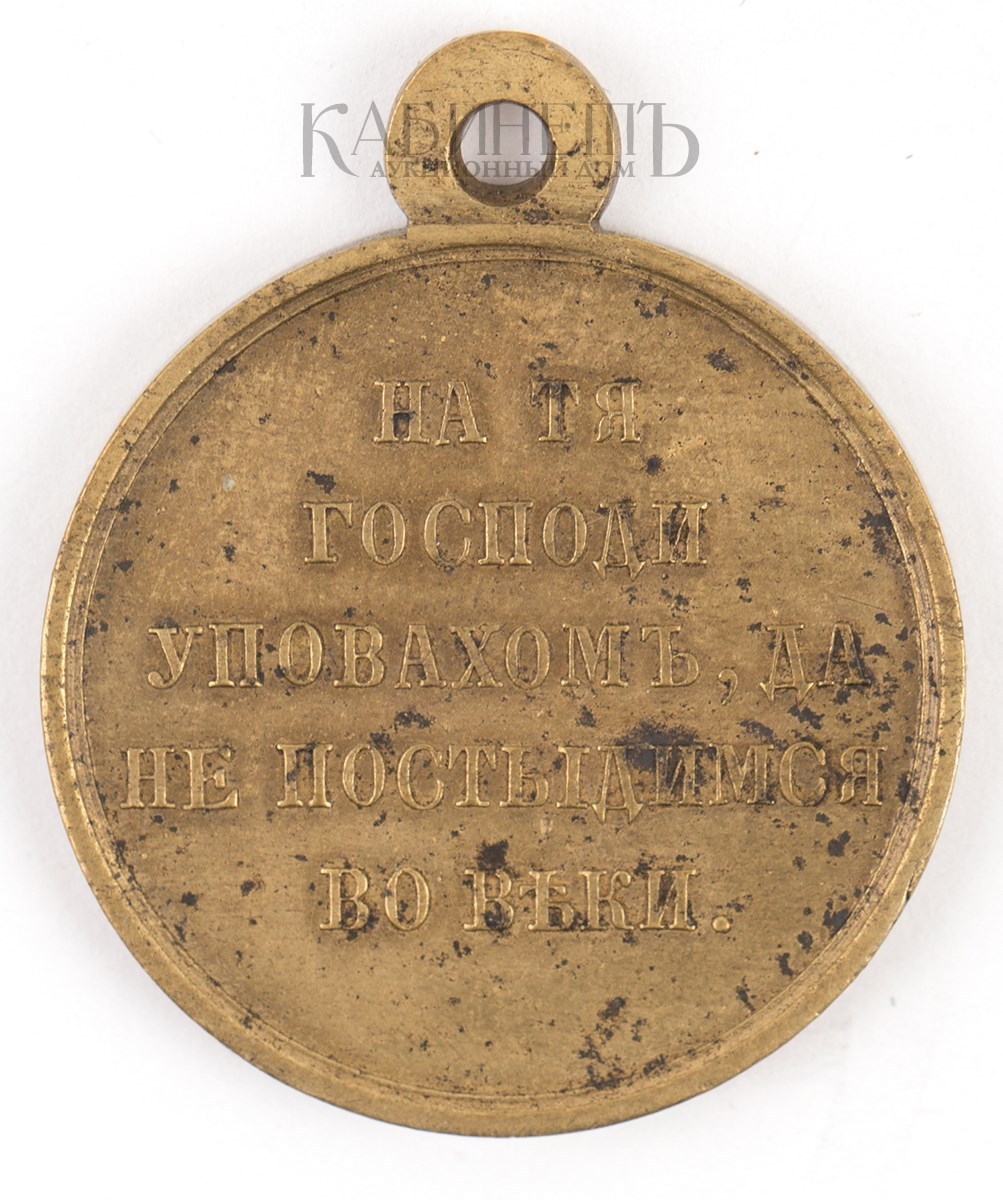 КАБИНЕТЪ
АУКЦИОННЫЙ ДОМ
НА ТЯ
ГОСПОДИ
УПОВАХОМЪ, ДА
НЕ ПОСТЫДИМСЯ
ВО ВѢКИ.